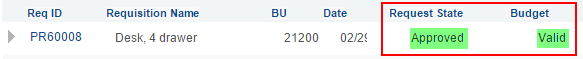 Req ID Requisition Name BU Date Request State Budget
PR60008 Desk, 4 drawer 21200 02/29 Approved Valid